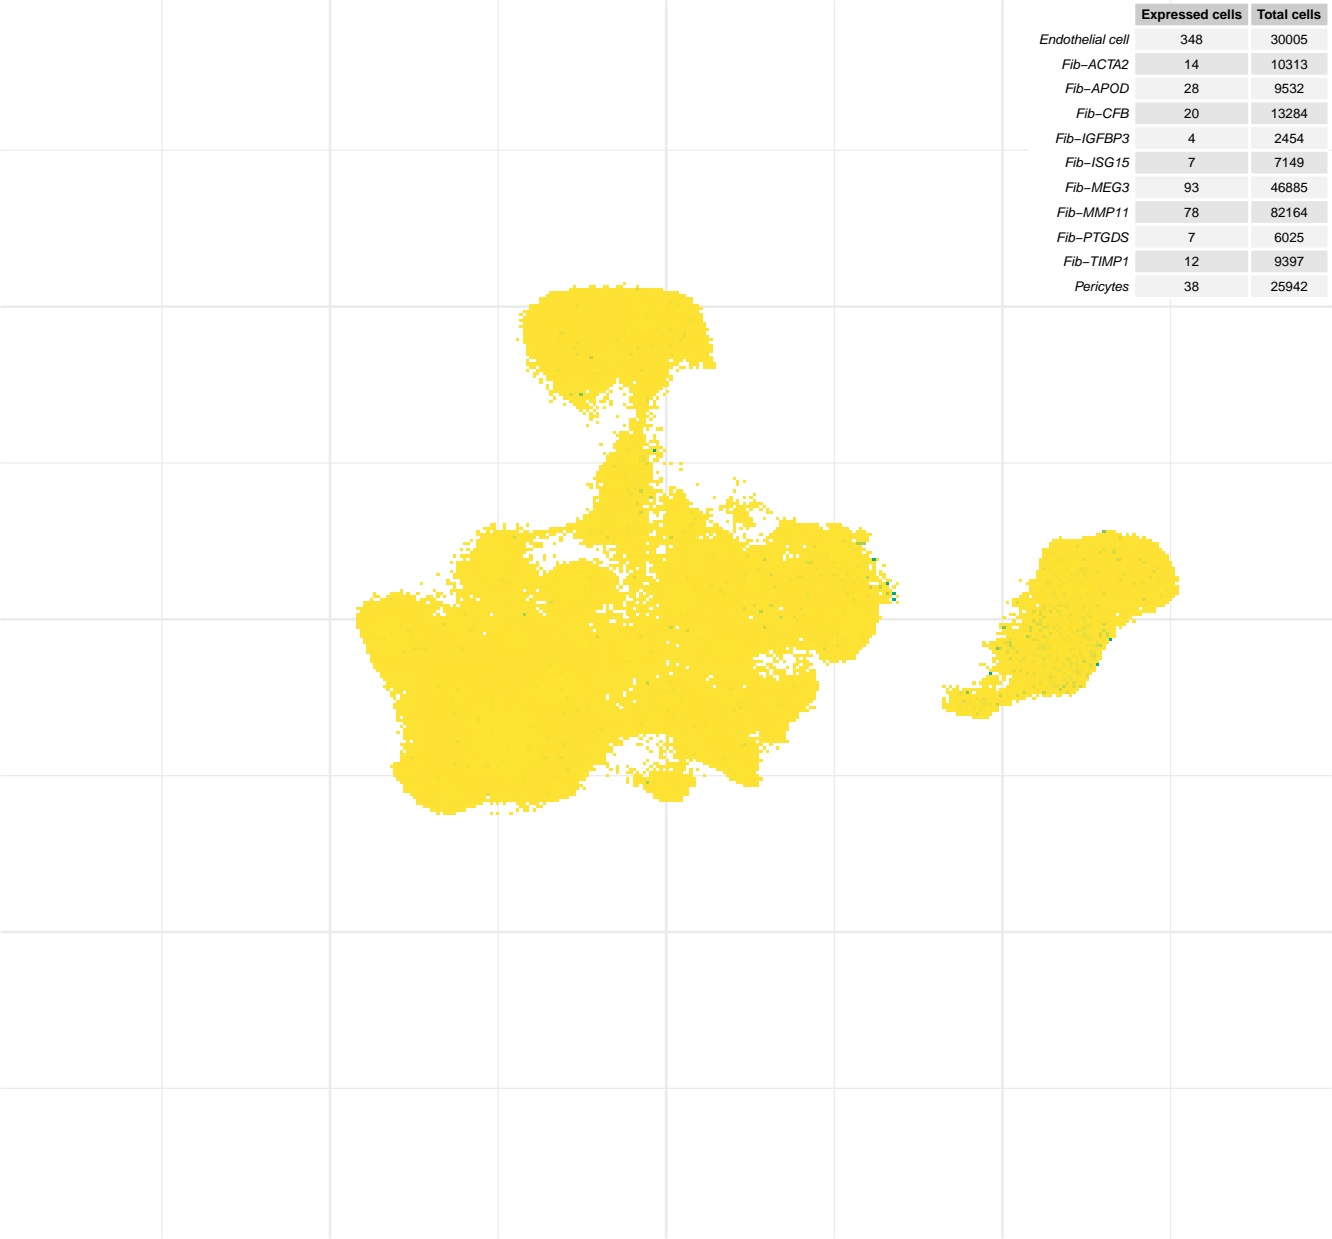 Expressed cells Total cells
Endothelial cell 348 30005
Fib−ACTA2 14 10313
Fib−APOD 28 9532
Fib−CFB 20 13284
Fib−IGFBP3 4 2454
Fib−ISG15 7 7149
Fib−MEG3 93 46885
Fib−MMP11 78 82164
Fib−PTGDS 7 6025
Fib−TIMP1 12 9397
Pericytes 38 25942